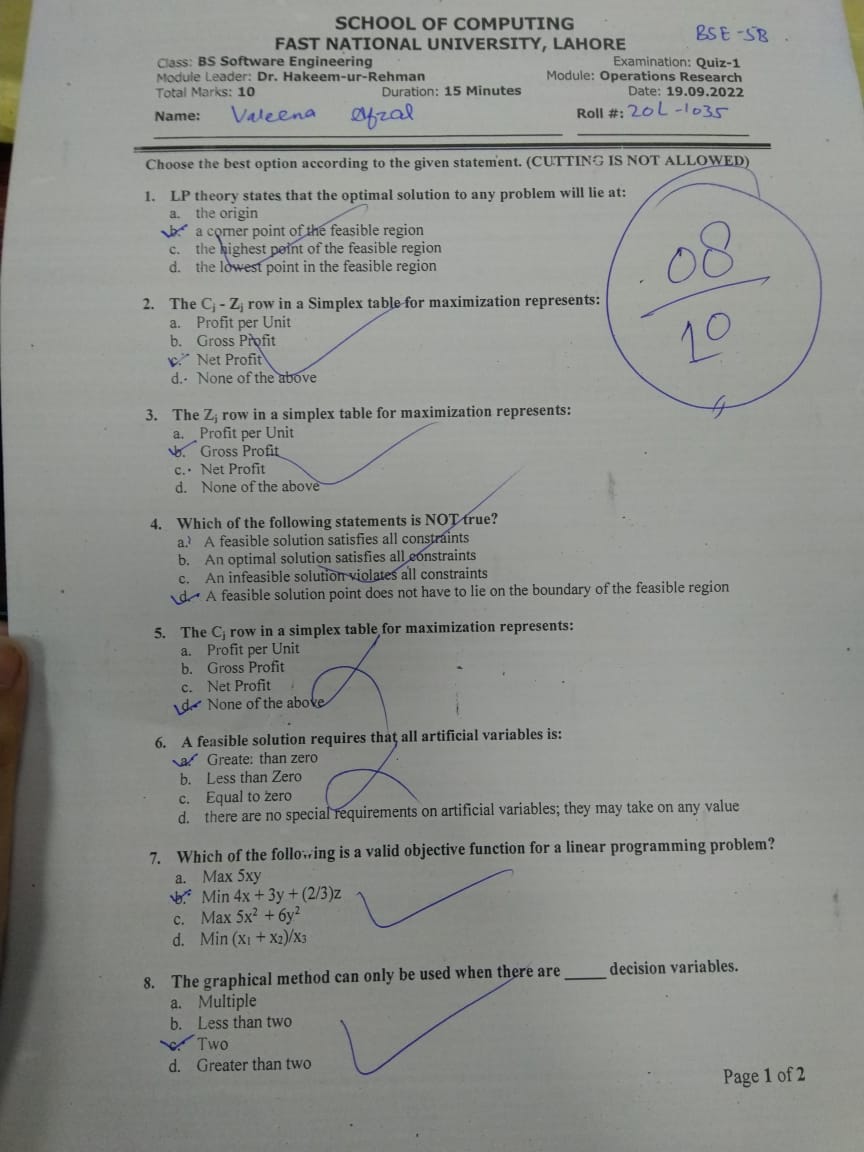 SCHOOL OF COMPUTING
FAST NATIONAL UNIVERSITY, LAHORE
BSE-5B
Class: BS Software Engineering Examination: Quiz-1
Module Leader: Dr. Hakeem-ur-Rehman Module: Operations Research
Total Marks: 10 Duration: 15 Minutes Date: 19.09.2022
Name: Valeena Afzal Roll #: 20L-1035
Choose the best option according to the given statement. (CUTTING IS NOT ALLOWED)
08
10
1. LP theory states that the optimal solution to any problem will lie at:
a. the origin
b. a corner point of the feasible region
c. the highest point of the feasible region
d. the lowest point in the feasible region
2. The Cj - Zj row in a Simplex table for maximization represents:
a. Profit per Unit
b. Gross Profit
c. Net Profit
d. None of the above
3. The Zj row in a simplex table for maximization represents:
a. Profit per Unit
b. Gross Profit
c. Net Profit
d. None of the above
4. Which of the following statements is NOT true?
a. A feasible solution satisfies all constraints
b. An optimal solution satisfies all constraints
c. An infeasible solution violates all constraints
d. A feasible solution point does not have to lie on the boundary of the feasible region
5. The Cj row in a simplex table for maximization represents:
a. Profit per Unit
b. Gross Profit
c. Net Profit
d. None of the above
6. A feasible solution requires that all artificial variables is:
a. Greate: than zero
b. Less than Zero
c. Equal to zero
d. there are no special requirements on artificial variables; they may take on any value
7. Which of the following is a valid objective function for a linear programming problem?
a. Max 5xy
b. Min 4x + 3y + (2/3)z
c. Max 5x² + 6y²
d. Min (x₁ + x₂)/x₃
8. The graphical method can only be used when there are _____ decision variables.
a. Multiple
b. Less than two
c. Two
d. Greater than two
Page 1 of 2